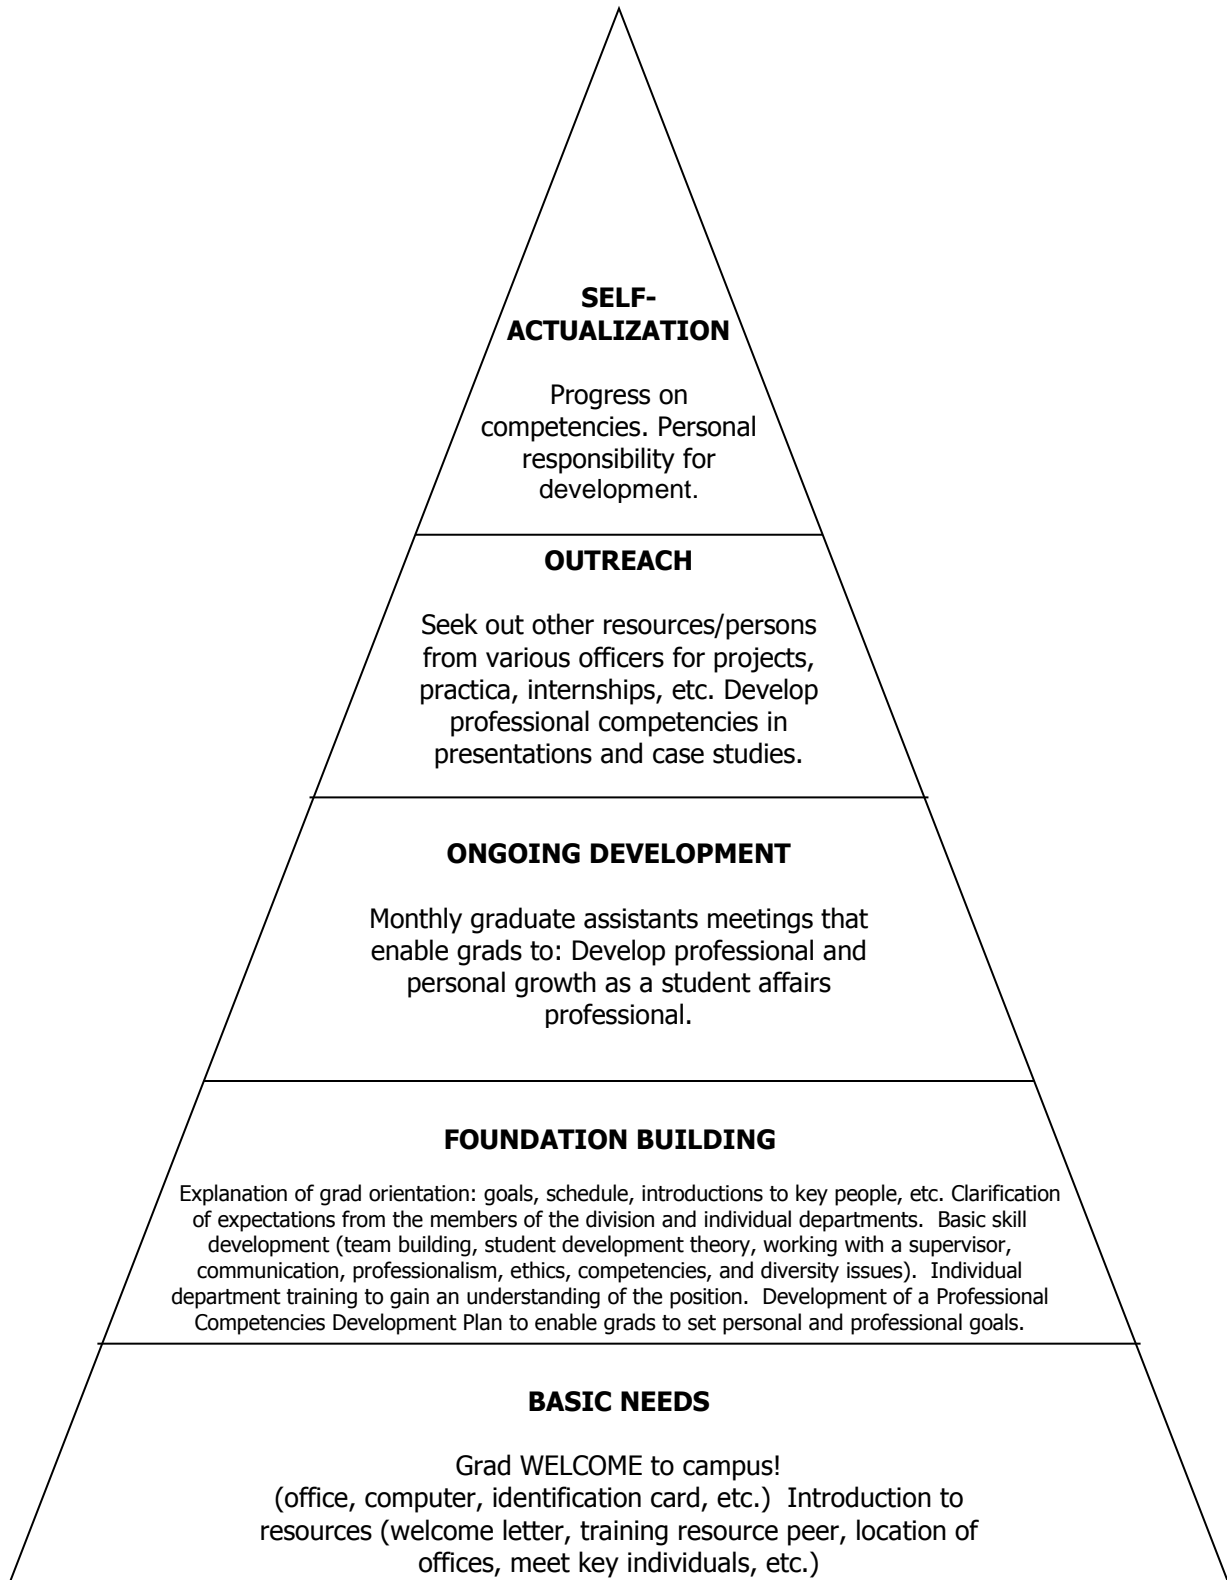 SELF-
ACTUALIZATION
Progress on
competencies. Personal
responsibility for
development.
OUTREACH
Seek out other resources/persons
from various officers for projects,
practica, internships, etc. Develop
professional competencies in
presentations and case studies.
ONGOING DEVELOPMENT
Monthly graduate assistants meetings that
enable grads to: Develop professional and
personal growth as a student affairs
professional.
FOUNDATION BUILDING
Explanation of grad orientation: goals, schedule, introductions to key people, etc. Clarification
of expectations from the members of the division and individual departments.  Basic skill
development (team building, student development theory, working with a supervisor,
communication, professionalism, ethics, competencies, and diversity issues).  Individual
department training to gain an understanding of the position.  Development of a Professional
Competencies Development Plan to enable grads to set personal and professional goals.
BASIC NEEDS
Grad WELCOME to campus!
(office, computer, identification card, etc.)  Introduction to
resources (welcome letter, training resource peer, location of
offices, meet key individuals, etc.)